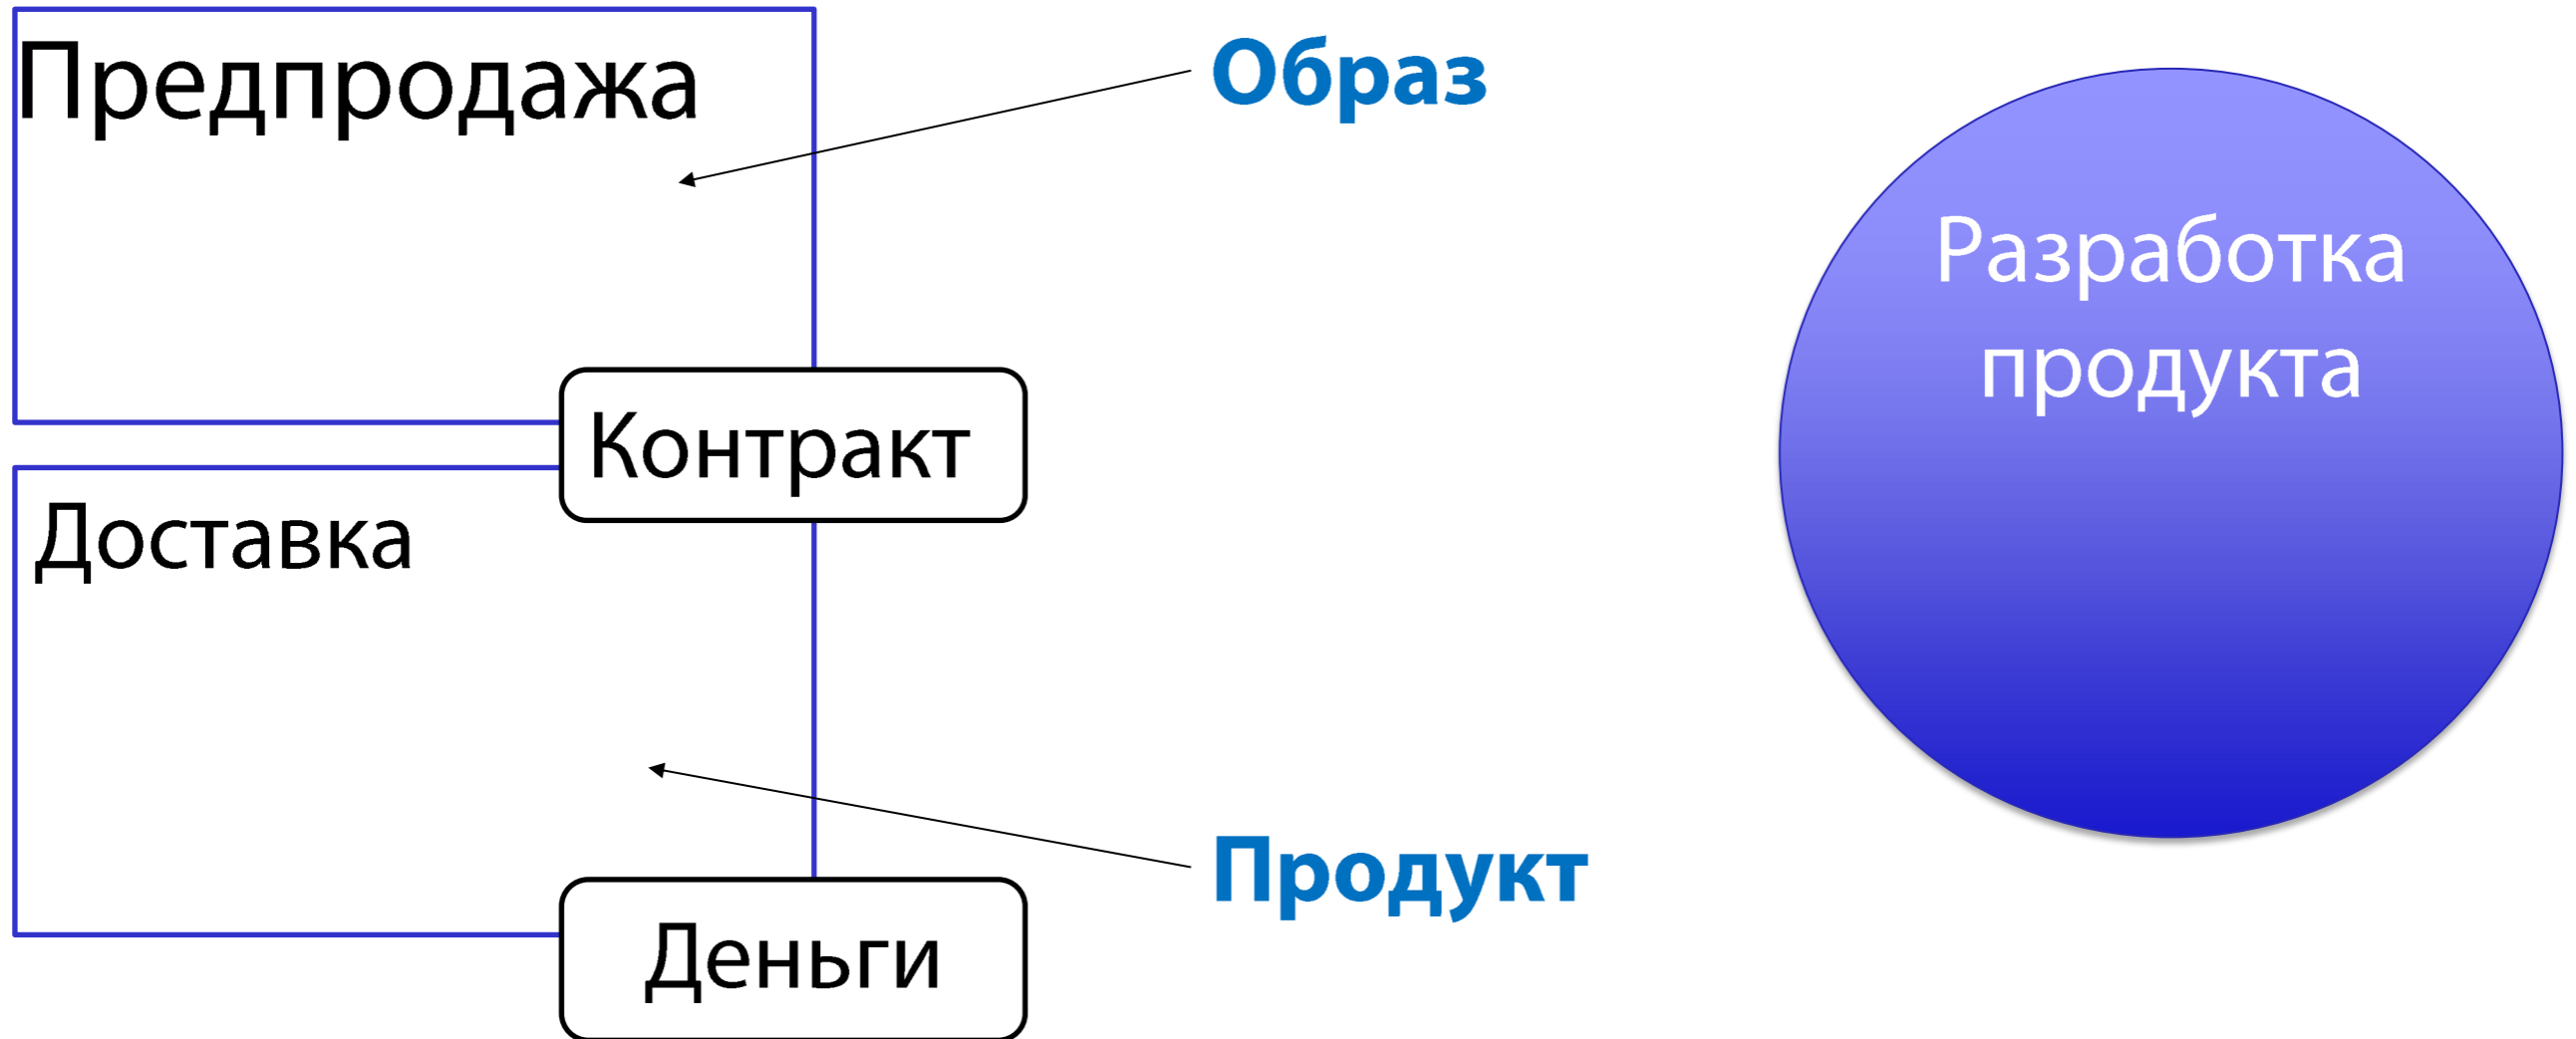 Предпродажа
Образ
Разработка
продукта
Контракт
Доставка
Продукт
Деньги